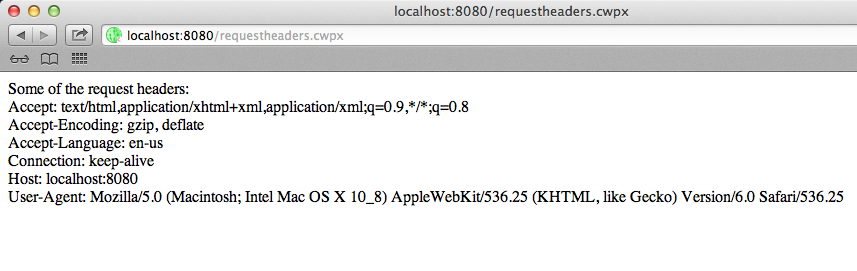 localhost:8080/requestheaders.cwpx
localhost:8080/requestheaders.cwpx
Some of the request headers:
Accept: text/html,application/xhtml+xml,application/xml;q=0.9,*/*;q=0.8
Accept-Encoding: gzip, deflate
Accept-Language: en-us
Connection: keep-alive
Host: localhost:8080
User-Agent: Mozilla/5.0 (Macintosh; Intel Mac OS X 10_8) AppleWebKit/536.25 (KHTML, like Gecko) Version/6.0 Safari/536.25